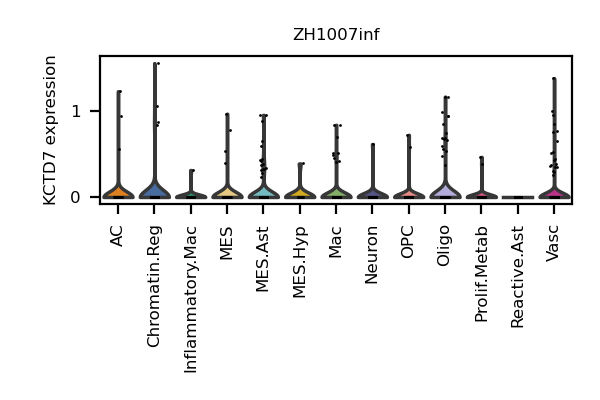 ZH1007inf
KCTD7 expression
1
0
AC
Chromatin.Reg
Inflammatory.Mac
MES
MES.Ast
MES.Hyp
Mac
Neuron
OPC
Oligo
Prolif.Metab
Reactive.Ast
Vasc